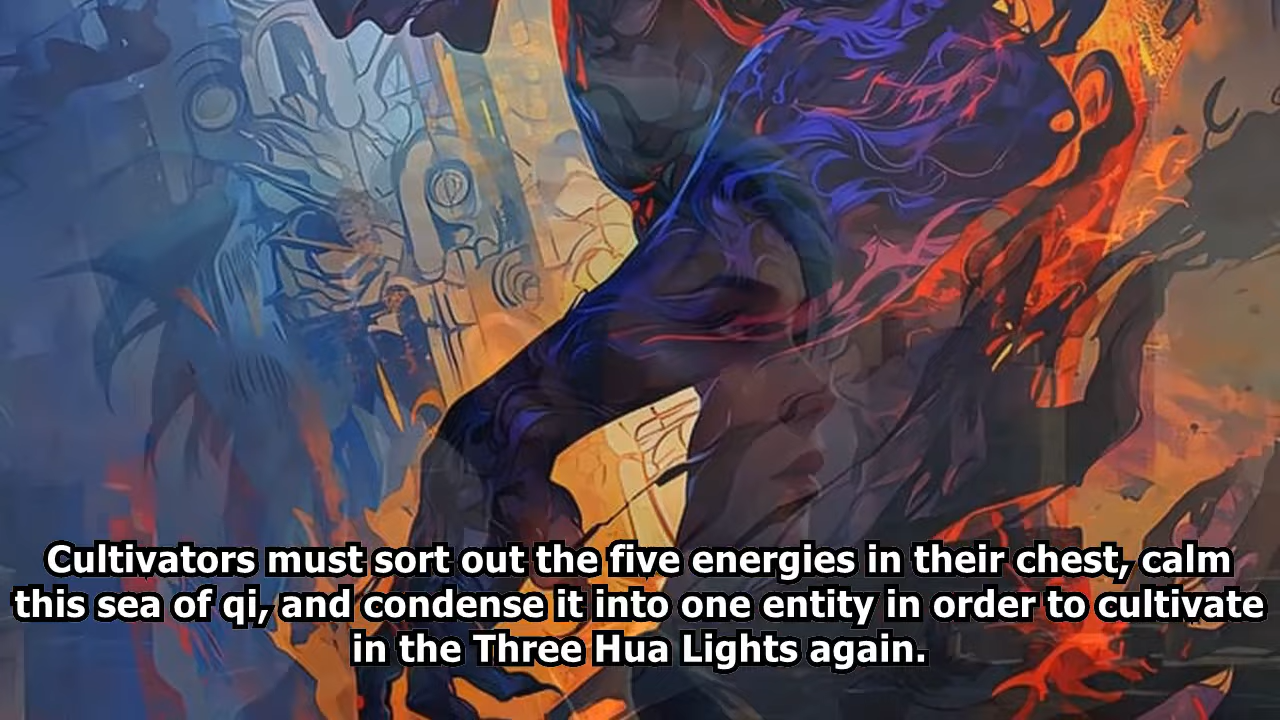 Cultivators must sort out the five energies in their chest, calm
this sea of qi, and condense it into one entity in order to cultivate
in the Three Hua Lights again.